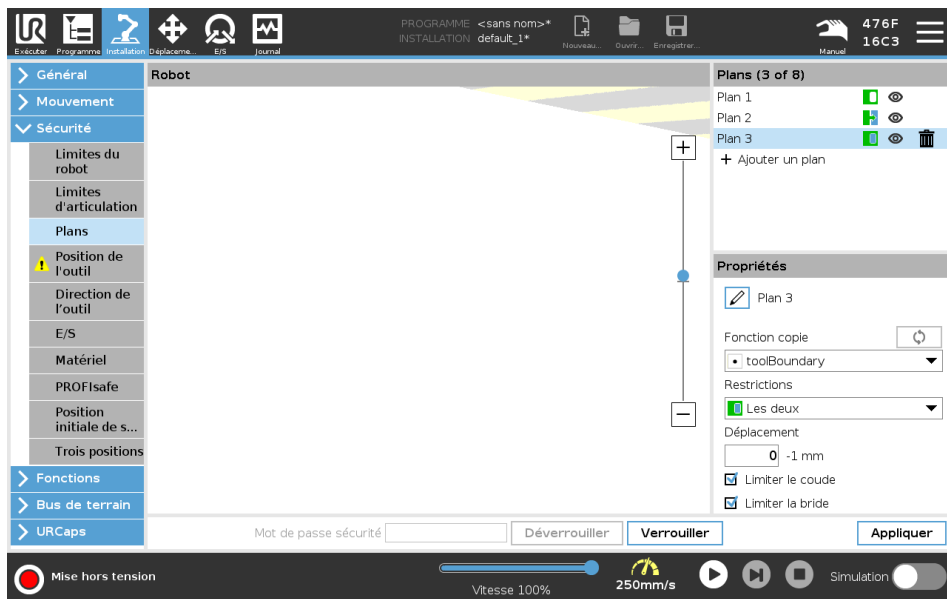 PROGRAMME <sans nom>*
INSTALLATION default_1*
Exécuter
Programme
Installation
Déplaceme...
E/S
Journal
Nouveau...
Ouvrir...
Enregistrer...
Manuel
476F
16C3
Général
Mouvement
Sécurité
Limites du
robot
Limites
d'articulation
Plans
Position de
l'outil
Direction de
l'outil
E/S
Matériel
PROFIsafe
Position
initiale de s...
Trois positions
Fonctions
Bus de terrain
URCaps
Robot
Mot de passe sécurité
Déverrouiller
Verrouiller
Appliquer
Plans (3 of 8)
Plan 1
Plan 2
Plan 3
+ Ajouter un plan
Propriétés
Plan 3
Fonction copie
toolBoundary
Restrictions
Les deux
Déplacement
0 -1 mm
Limiter le coude
Limiter la bride
Mise hors tension
Vitesse 100%
250mm/s
Simulation